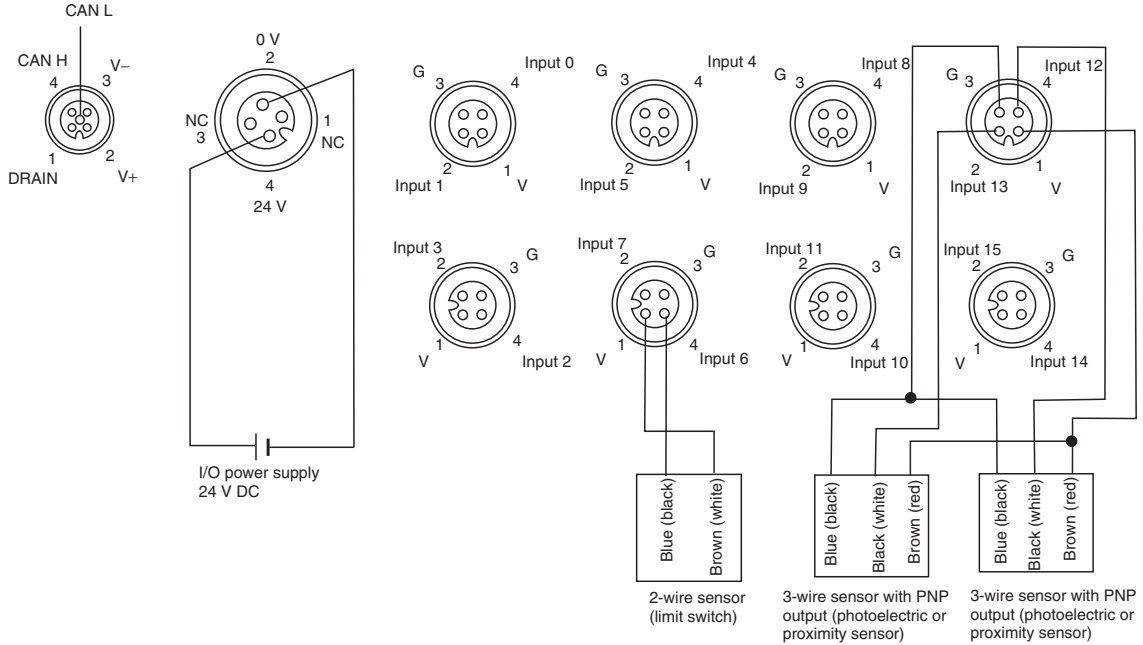 CAN L
CAN H
4
3
V–
1
DRAIN
2
V+
0 V
2
NC
3
1
NC
4
24 V
I/O power supply
24 V DC
G
3
4
Input 0
Input 1
2
1
V
G
3
4
Input 4
Input 5
2
1
V
G
3
4
Input 8
Input 9
2
1
V
G
3
4
Input 12
Input 13
2
1
V
Input 3
2
3
G
V
1
4
Input 2
Input 7
2
3
G
V
1
4
Input 6
Input 11
2
3
G
V
1
4
Input 10
Input 15
2
3
G
V
1
4
Input 14
Blue (black)
Brown (white)
2-wire sensor
(limit switch)
Blue (black)
Black (white)
Brown (red)
3-wire sensor with PNP
output (photoelectric or
proximity sensor)
Blue (black)
Black (white)
Brown (red)
3-wire sensor with PNP
output (photoelectric or
proximity sensor)